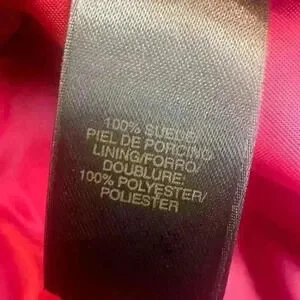 100% SUEDE/
PIEL DE PORCINO
LINING/FORRO/
DOUBLURE:
100% POLYESTER/
POLIESTER